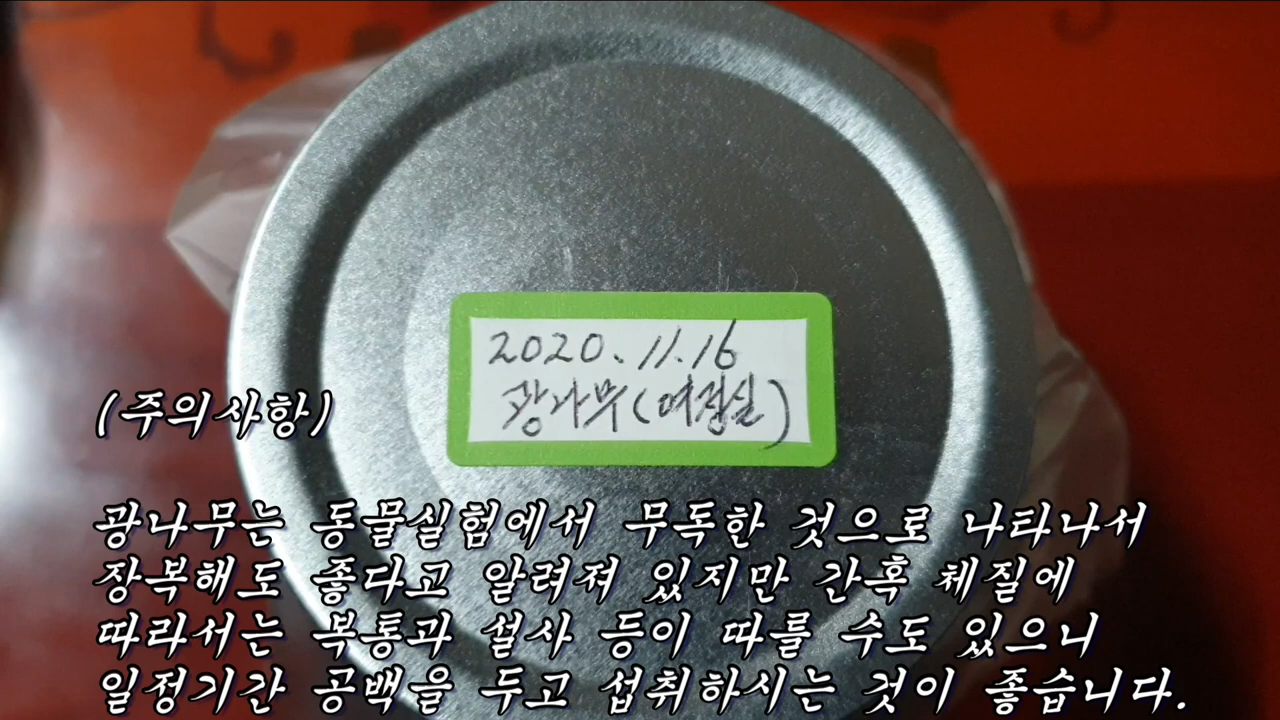 2020.11.16
광나무(여정실)
(주의사항)
광나무는 동물실험에서 무독한 것으로 나타나서
장복해도 좋다고 알려져 있지만 간혹 체질에
따라서는 복통과 설사 등이 따를 수도 있으니
일정기간 공백을 두고 섭취하시는 것이 좋습니다.